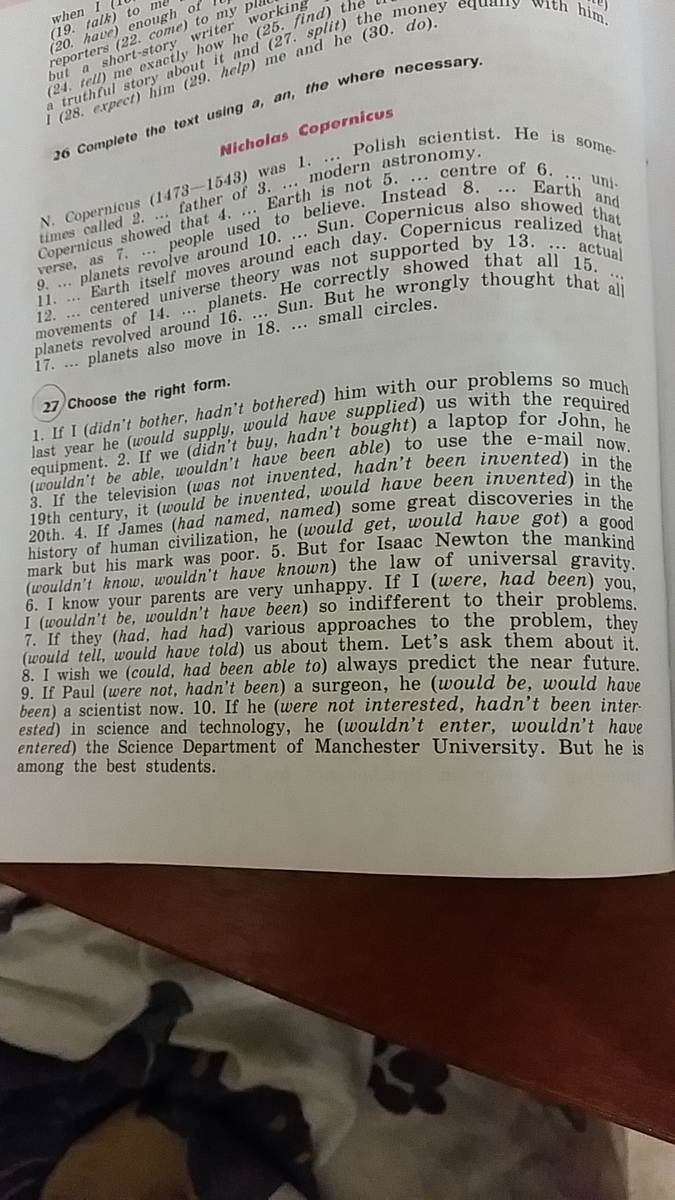 when I
(19. talk) to me
(20. have) enough of
reporters (22. come) to my
but a short-story writer working
(24. tell) me exactly how he (25. find) the
a truthful story about it and (27. split) the money equally with him.
I (28. expect) him (29. help) me and he (30. do).
26 Complete the text using a, an, the where necessary.
Nicholas Copernicus
N. Copernicus (1473—1543) was 1. ... Polish scientist. He is some-
times called 2. ... father of 3. ... modern astronomy.
Copernicus showed that 4. ... Earth is not 5. ... centre of 6. ... uni-
verse, as 7. ... people used to believe. Instead 8. ... Earth and
9. ... planets revolve around 10. ... Sun. Copernicus also showed that
11. ... Earth itself moves around each day. Copernicus realized that
12. ... centered universe theory was not supported by 13. ... actual
movements of 14. ... planets. He correctly showed that all 15. ...
planets revolved around 16. ... Sun. But he wrongly thought that all
17. ... planets also move in 18. ... small circles.
27 Choose the right form.
1. If I (didn't bother, hadn't bothered) him with our problems so much
last year he (would supply, would have supplied) us with the required
equipment. 2. If we (didn't buy, hadn't bought) a laptop for John, he
(wouldn't be able, wouldn't have been able) to use the e-mail now.
3. If the television (was not invented, hadn't been invented) in the
19th century, it (would be invented, would have been invented) in the
20th. 4. If James (had named, named) some great discoveries in the
history of human civilization, he (would get, would have got) a good
mark but his mark was poor. 5. But for Isaac Newton the mankind
(wouldn't know, wouldn't have known) the law of universal gravity.
6. I know your parents are very unhappy. If I (were, had been) you,
I (wouldn't be, wouldn't have been) so indifferent to their problems.
7. If they (had, had had) various approaches to the problem, they
(would tell, would have told) us about them. Let's ask them about it.
8. I wish we (could, had been able to) always predict the near future.
9. If Paul (were not, hadn't been) a surgeon, he (would be, would have
been) a scientist now. 10. If he (were not interested, hadn't been inter-
ested) in science and technology, he (wouldn't enter, wouldn't have
entered) the Science Department of Manchester University. But he is
among the best students.